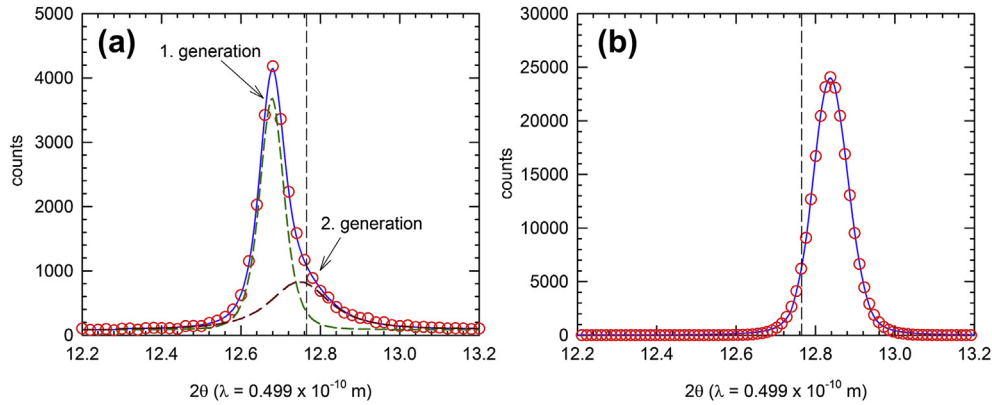 (a)
1. generation
2. generation
5000
4000
3000
2000
1000
0
counts
12.2 12.4 12.6 12.8 13.0 13.2
2θ (λ = 0.499 x 10⁻¹⁰ m)
(b)
30000
25000
20000
15000
10000
5000
0
counts
12.2 12.4 12.6 12.8 13.0 13.2
2θ (λ = 0.499 x 10⁻¹⁰ m)